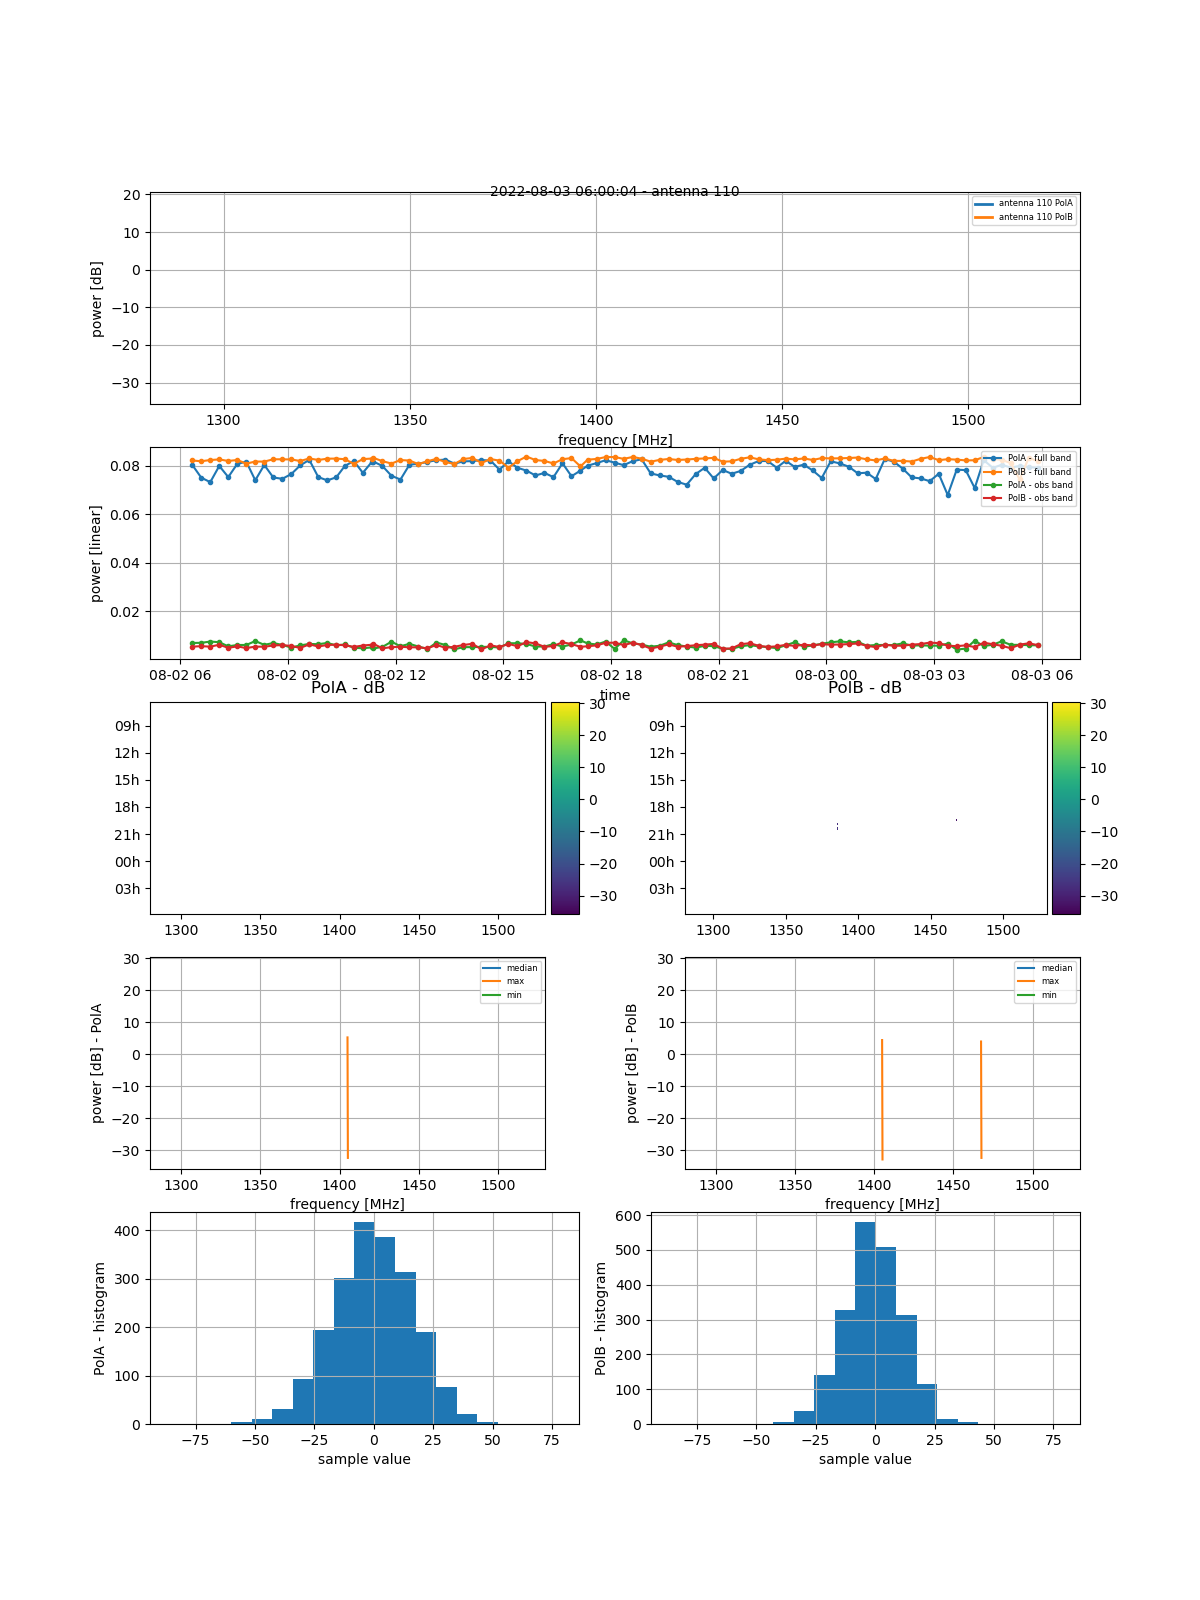 2022-08-03 06:00:04 - antenna 110
20
10
0
−10
−20
−30
power [dB]
antenna 110 PolA
antenna 110 PolB
1300 1350 1400 1450 1500
frequency [MHz]
0.08
0.06
0.04
0.02
power [linear]
PolA - full band
PolB - full band
PolA - obs band
PolB - obs band
08-02 06 08-02 09 08-02 12 08-02 15 08-02 18 08-02 21 08-03 00 08-03 03 08-03 06
time
PolA - dB
09h
12h
15h
18h
21h
00h
03h
1300 1350 1400 1450 1500
30
20
10
0
−10
−20
−30
PolB - dB
09h
12h
15h
18h
21h
00h
03h
1300 1350 1400 1450 1500
30
20
10
0
−10
−20
−30
30
20
10
0
−10
−20
−30
power [dB] - PolA
median
max
min
1300 1350 1400 1450 1500
frequency [MHz]
30
20
10
0
−10
−20
−30
power [dB] - PolB
median
max
min
1300 1350 1400 1450 1500
frequency [MHz]
400
300
200
100
0
PolA - histogram
−75 −50 −25 0 25 50 75
sample value
600
500
400
300
200
100
0
PolB - histogram
−75 −50 −25 0 25 50 75
sample value